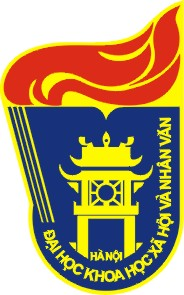 HÀ NỘI
ĐẠI HỌC KHOA HỌC XÃ HỘI VÀ NHÂN VĂN